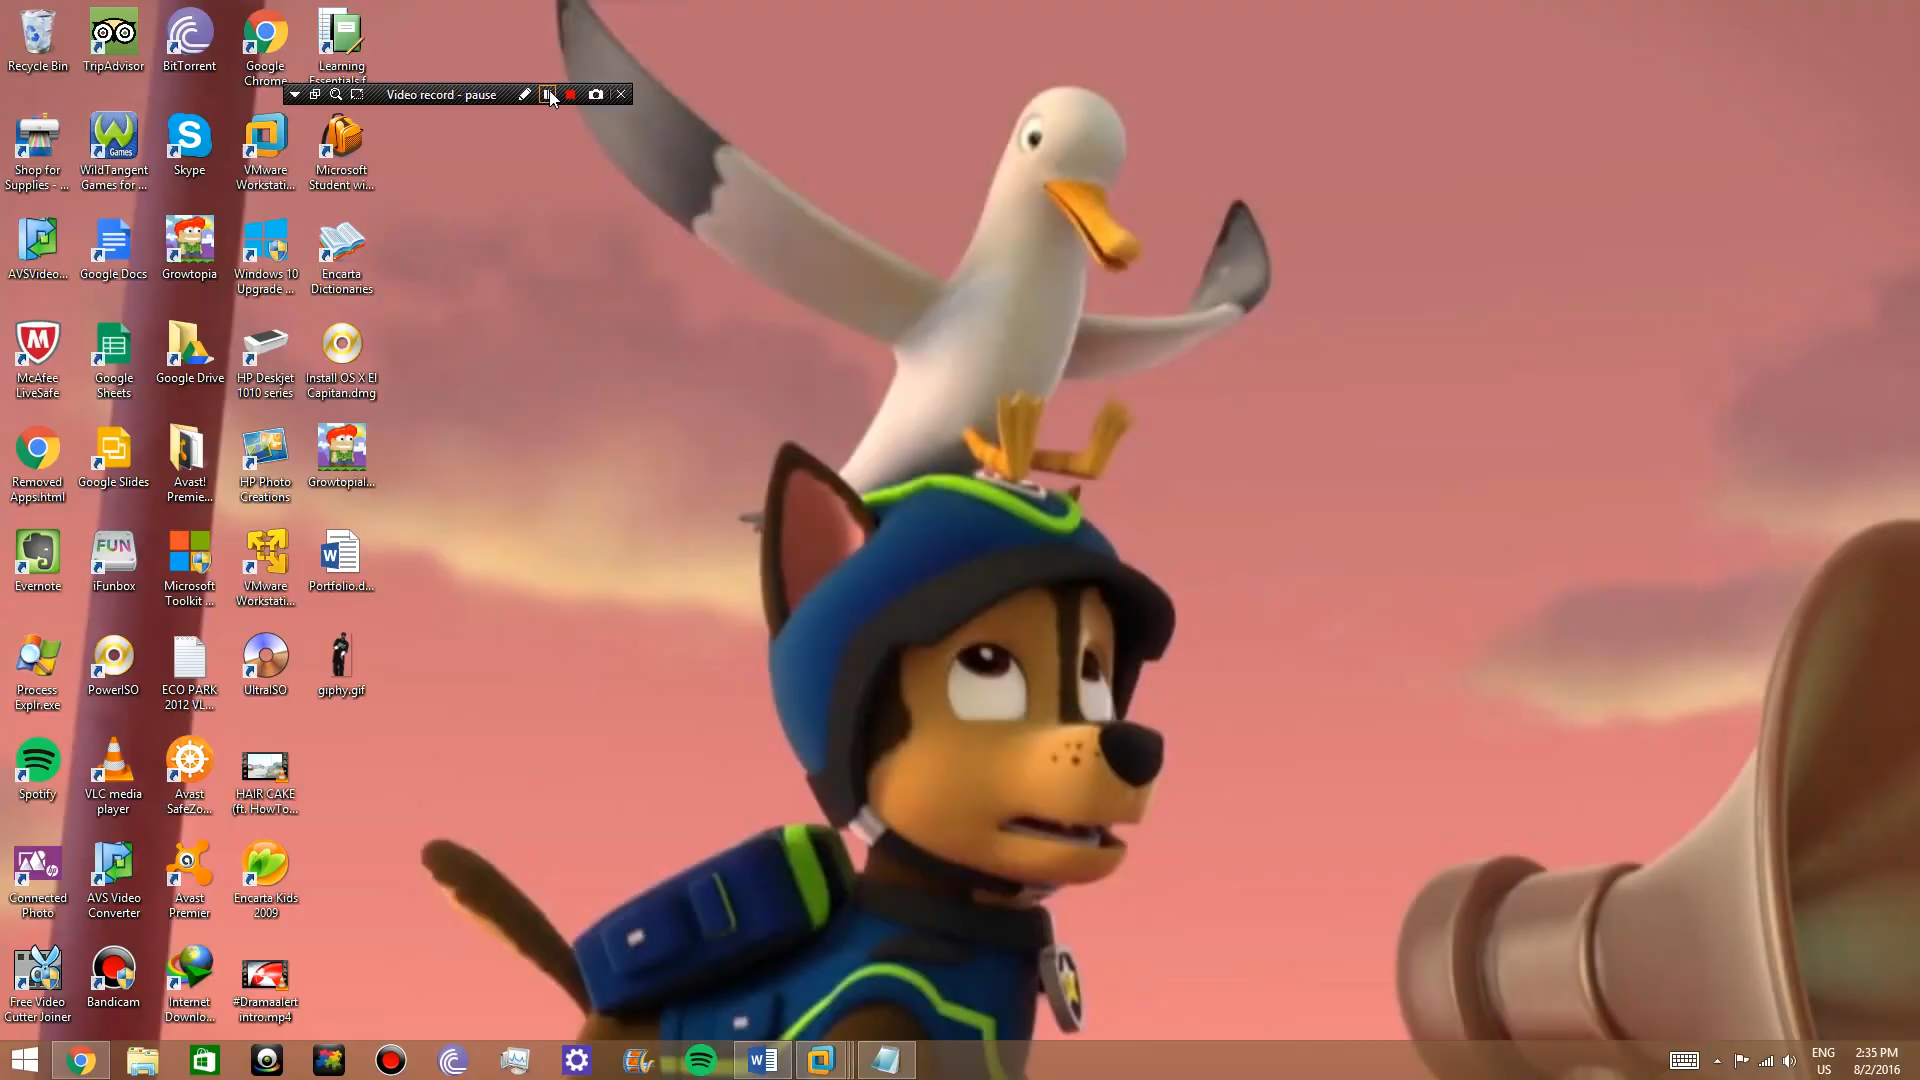 Recycle Bin
TripAdvisor
BitTorrent
Google
Chrome
Learning
Essentials f...
Video record - pause
Shop for
Supplies - ...
Games
WildTangent
Games for ...
Skype
VMware
Workstati...
Microsoft
Student wi...
AVSVideo...
Google Docs
Growtopia
Windows 10
Upgrade ...
Encarta
Dictionaries
McAfee
LiveSafe
Google
Sheets
Google Drive
HP Deskjet
1010 series
Install OS X El
Capitan.dmg
Removed
Apps.html
Google Slides
Avast!
Premie...
HP Photo
Creations
Growtopial...
Evernote
FUN
iFunbox
Microsoft
Toolkit ...
VMware
Workstati...
Portfolio.d...
Process
Explr.exe
PowerISO
ECO PARK
2012 VL...
UltraISO
giphy.gif
Spotify
VLC media
player
Avast
SafeZo...
HAIR CAKE
(ft. HowTo...
Connected
Photo
AVS Video
Converter
Avast
Premier
Encarta Kids
2009
Free Video
Cutter Joiner
Bandicam
Internet
Downlo...
#Dramaalert
intro.mp4
ENG
US
2:35 PM
8/2/2016